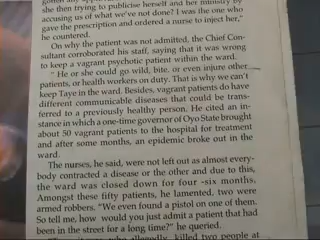 she then trying to publicise herself and her ministry by
accusing us of what we've not done? I was the one who
gave the prescription and ordered a nurse to inject her,"
he countered.
On why the patient was not admitted, the Chief Con-
sultant corroborated his staff, saying that it was wrong
to keep a vagrant psychotic patient within the ward.
" He or she could go wild, bite, or even injure other
patients, or health workers on duty. That is why we can't
keep Taye in the ward. Besides, vagrant patients do have
different communicable diseases that could be trans-
ferred to a previously healthy person. He cited an in-
stance in which a one-time governor of Oyo State brought
about 50 vagrant patients to the hospital for treatment
and after some months, an epidemic broke out in the
ward.
The nurses, he said, were not left out as almost every-
body contracted a disease or the other and due to this,
the ward was closed down for four -six months.
Amongst these fifty patients, he lamented, two were
armed robbers. "We even found a pistol on one of them.
So tell me, how would you just admit a patient that had
been in the street for a long time?" he queried.
who allegedly killed two people at